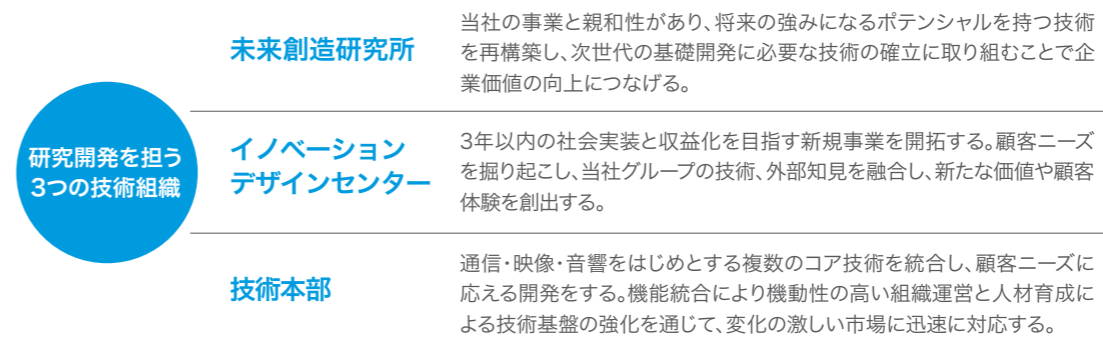 研究開発を担う
3つの技術組織
未来創造研究所
当社の事業と親和性があり、将来の強みになるポテンシャルを持つ技術
を再構築し、次世代の基礎開発に必要な技術の確立に取り組むことで企
業価値の向上につなげる。
イノベーション
デザインセンター
3年以内の社会実装と収益化を目指す新規事業を開拓する。顧客ニーズ
を掘り起こし、当社グループの技術、外部知見を融合し、新たな価値や顧客
体験を創出する。
技術本部
通信・映像・音響をはじめとする複数のコア技術を統合し、顧客ニーズに
応える開発をする。機能統合により機動性の高い組織運営と人材育成に
よる技術基盤の強化を通じて、変化の激しい市場に迅速に対応する。